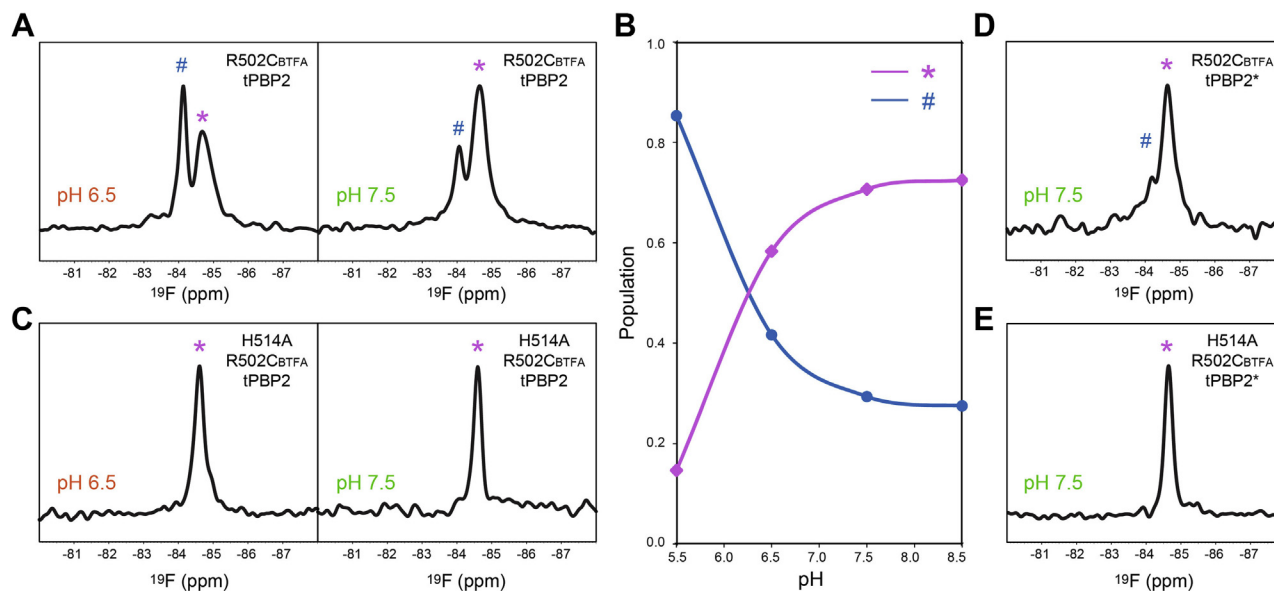 A
#
*
R502CBTFA
tPBP2
pH 6.5
-81 -82 -83 -84 -85 -86 -87
19F (ppm)
#
*
R502CBTFA
tPBP2
pH 7.5
-81 -82 -83 -84 -85 -86 -87
19F (ppm)
B
1.0
0.8
0.6
0.4
0.2
0.0
Population
*
#
5.5 6.0 6.5 7.0 7.5 8.0 8.5
pH
C
*
H514A
R502CBTFA
tPBP2
pH 6.5
-81 -82 -83 -84 -85 -86 -87
19F (ppm)
*
H514A
R502CBTFA
tPBP2
pH 7.5
-81 -82 -83 -84 -85 -86 -87
19F (ppm)
D
#
*
R502CBTFA
tPBP2*
pH 7.5
-81 -82 -83 -84 -85 -86 -87
19F (ppm)
E
*
H514A
R502CBTFA
tPBP2*
pH 7.5
-81 -82 -83 -84 -85 -86 -87
19F (ppm)